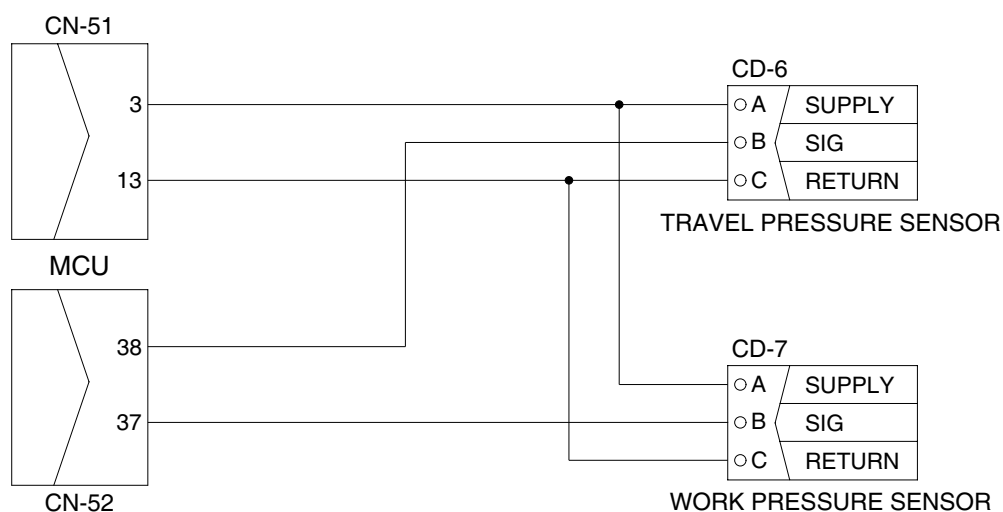 CN-51
3
13
MCU
38
37
CN-52
CD-6
A SUPPLY
B SIG
C RETURN
TRAVEL PRESSURE SENSOR
CD-7
A SUPPLY
B SIG
C RETURN
WORK PRESSURE SENSOR